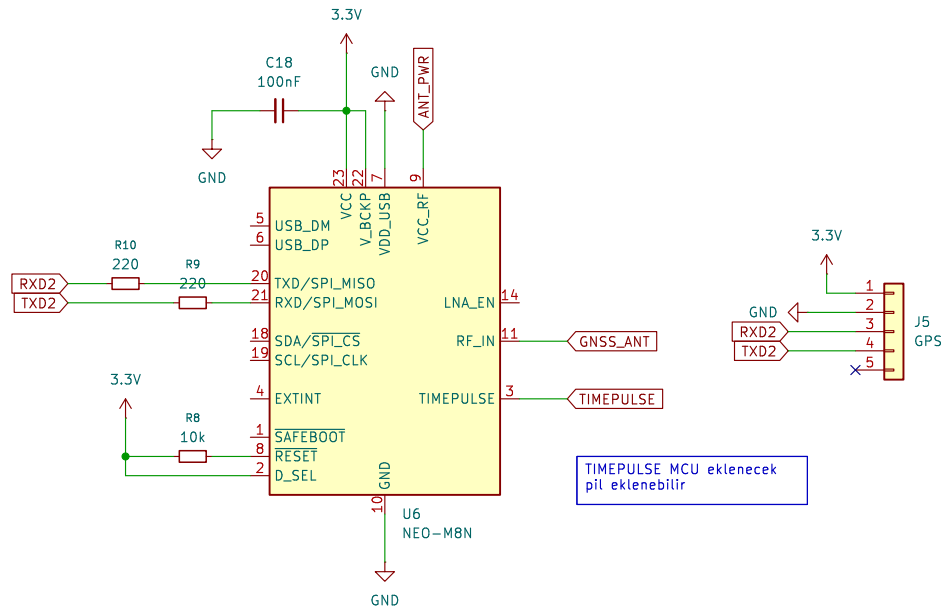 3.3V
C18
100nF
GND
ANT_PWR
GND
23
22
7
9
VCC
V_BCKP
VDD_USB
VCC_RF
5
USB_DM
6
USB_DP
R10
220
R9
220
RXD2
20
TXD/SPI_MISO
TXD2
21
RXD/SPI_MOSI
LNA_EN
14
18
SDA/SPI_CS
19
SCL/SPI_CLK
RF_IN
11
GNSS_ANT
4
EXTINT
TIMEPULSE
3
TIMEPULSE
3.3V
R8
10k
1
SAFEBOOT
8
RESET
2
D_SEL
GND
10
U6
NEO-M8N
GND
3.3V
1
GND
2
RXD2
3
TXD2
4
5
J5
GPS
TIMEPULSE MCU eklenecek
pil eklenebilir